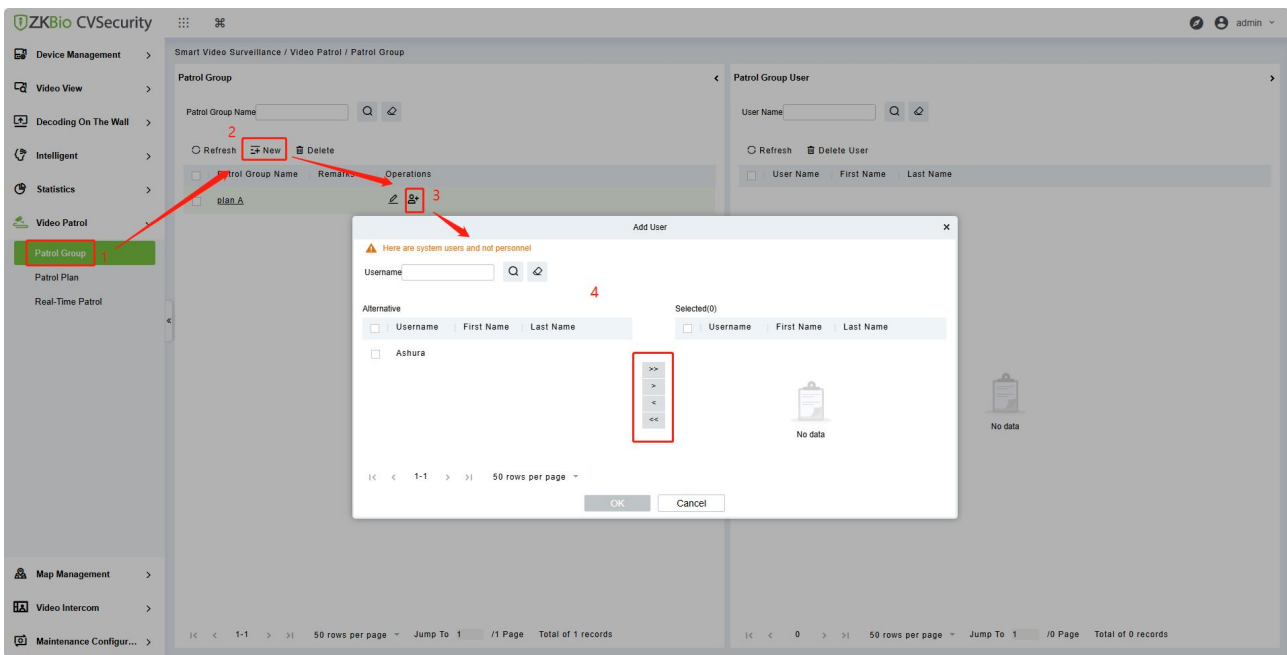 ZKBio CVSecurity
admin
Device Management
Video View
Decoding On The Wall
Intelligent
Statistics
Video Patrol
Patrol Group
1
Patrol Plan
Real-Time Patrol
Map Management
Video Intercom
Maintenance Configur...
Smart Video Surveillance / Video Patrol / Patrol Group
Patrol Group
Patrol Group Name
2
Refresh New Delete
Patrol Group Name Remarks Operations
plan A
3
1-1 50 rows per page Jump To 1 /1 Page Total of 1 records
Patrol Group User
User Name
Refresh Delete User
User Name First Name Last Name
No data
0 50 rows per page Jump To 1 /0 Page Total of 0 records
Add User
Here are system users and not personnel
Username
4
Alternative
Username First Name Last Name
Ashura
>>
>
<
<<
Selected(0)
Username First Name Last Name
No data
1-1 50 rows per page
OK Cancel